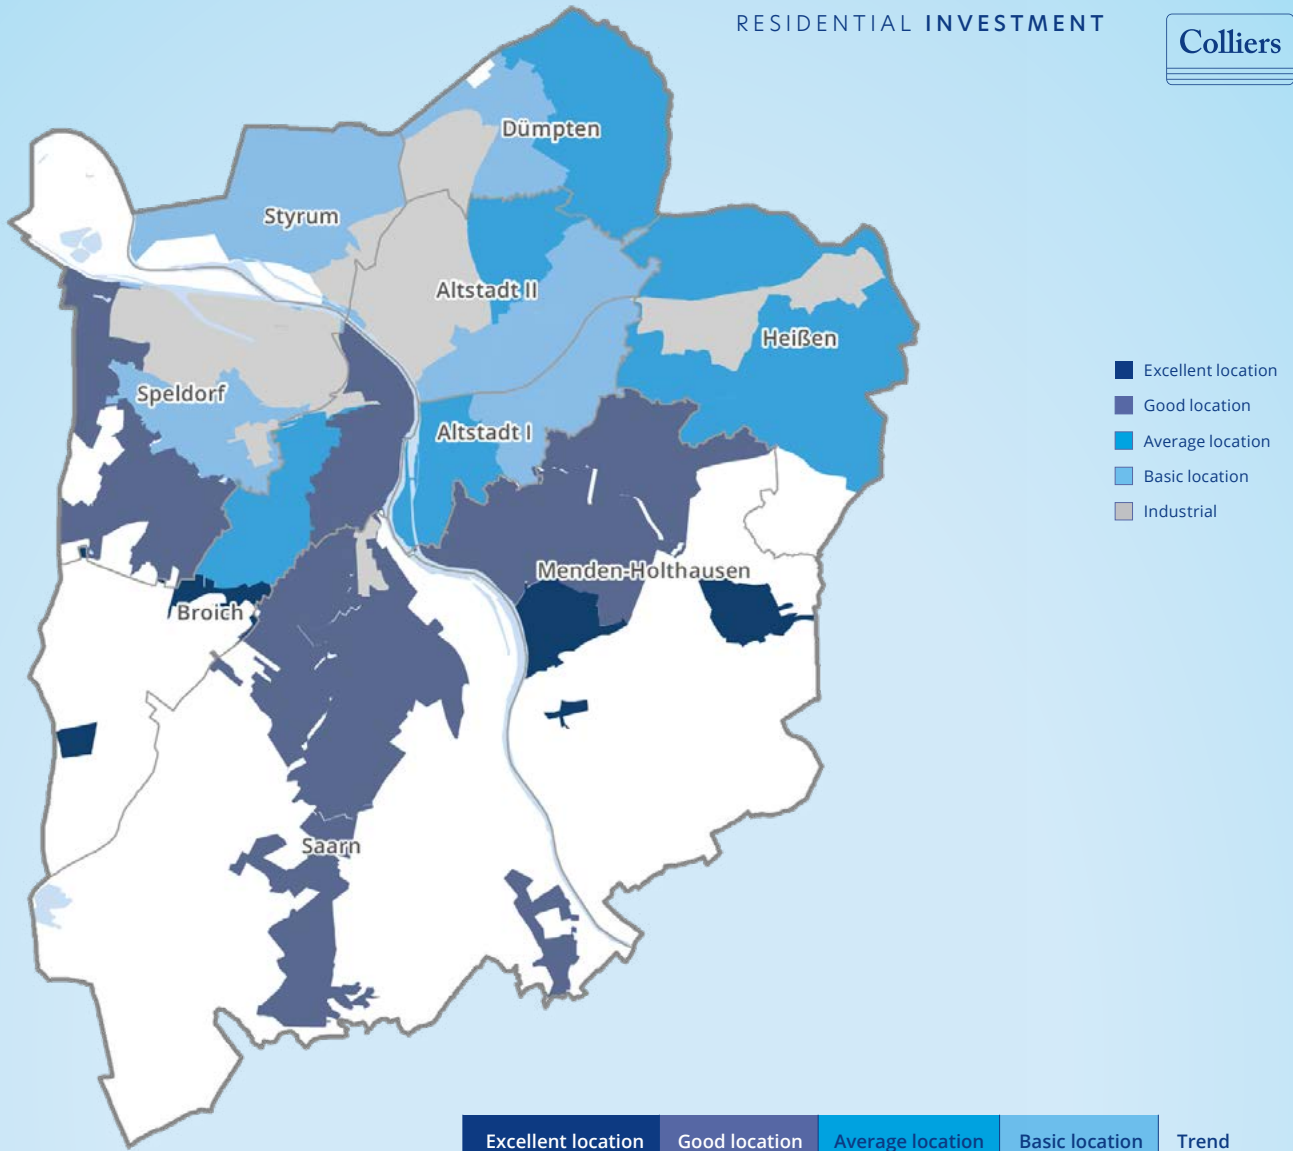 RESIDENTIAL INVESTMENT
Colliers
Dümpten
Styrum
Altstadt II
Heißen
Speldorf
Altstadt I
Menden-Holthausen
Broich
Saarn
Excellent location
Good location
Average location
Basic location
Industrial
Excellent location Good location Average location Basic location Trend